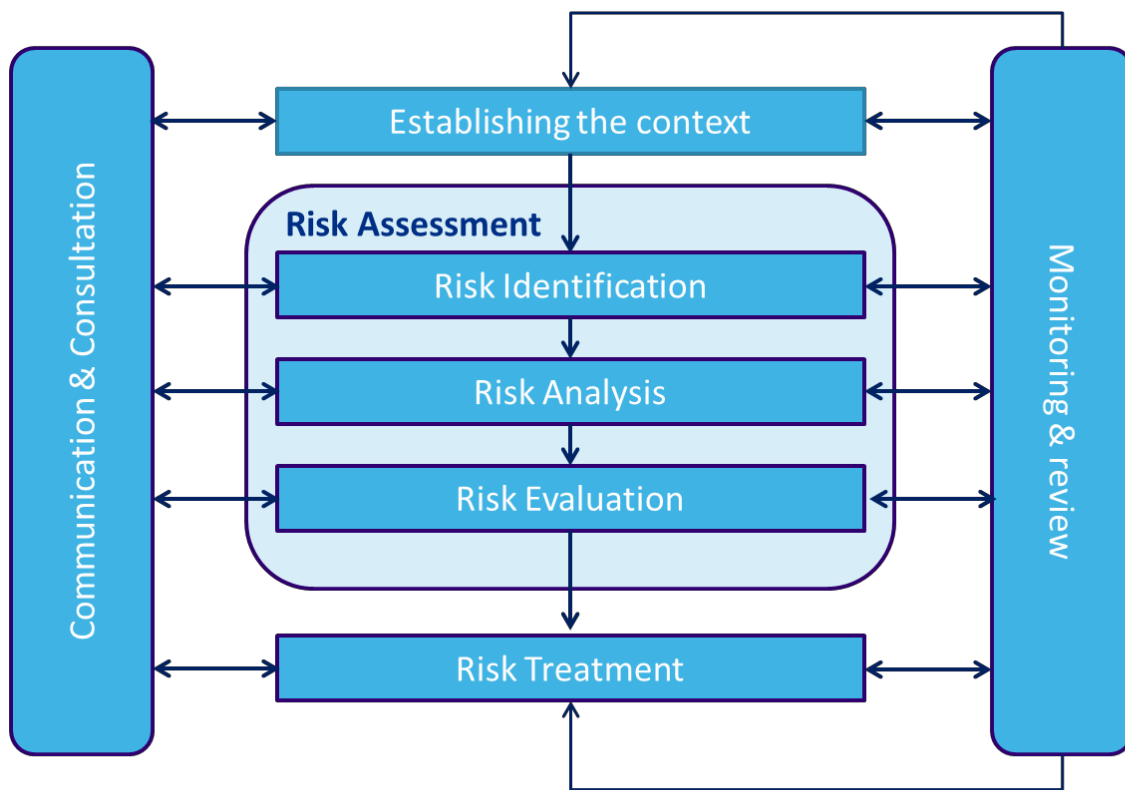 Communication & Consultation
Establishing the context
Risk Assessment
Risk Identification
Risk Analysis
Risk Evaluation
Risk Treatment
Monitoring & review